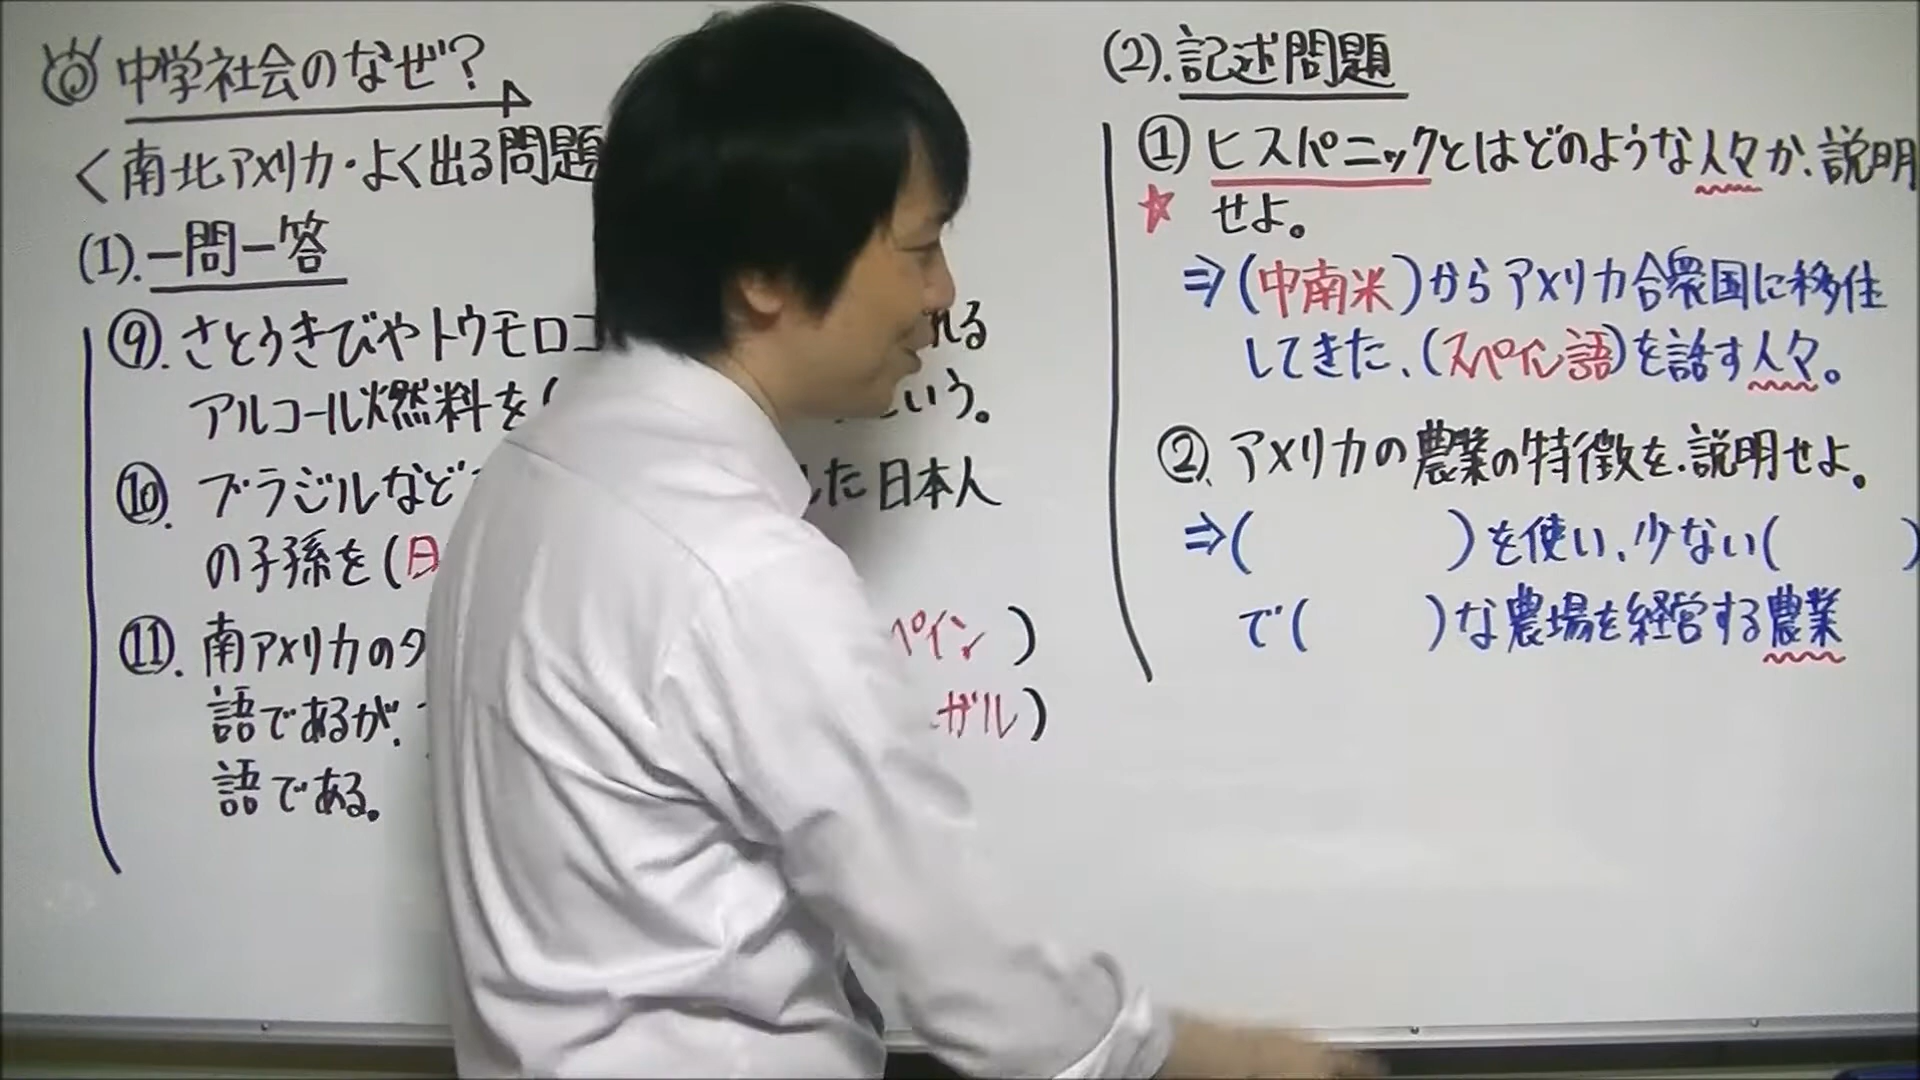 中学社会のなぜ?
<南北アメリカ・よく出る問題
(1).一問一答
⑨.さとうきびやトウモロコ れる
アルコール燃料を( いう。
⑩.ブラジルなど した日本人
の子孫を(日
⑪.南アメリカの ペイン)
語であるが. ガル)
語である。
(2).記述問題
①ヒスパニックとはどのような人々か、説明
☆せよ。
⇒(中南米)からアメリカ合衆国に移住
してきた、(スペイン語)を話す人々。
②、アメリカの農業の特徴を、説明せよ。
⇒( )を使い、少ない( )
で( )な農場を経営する農業